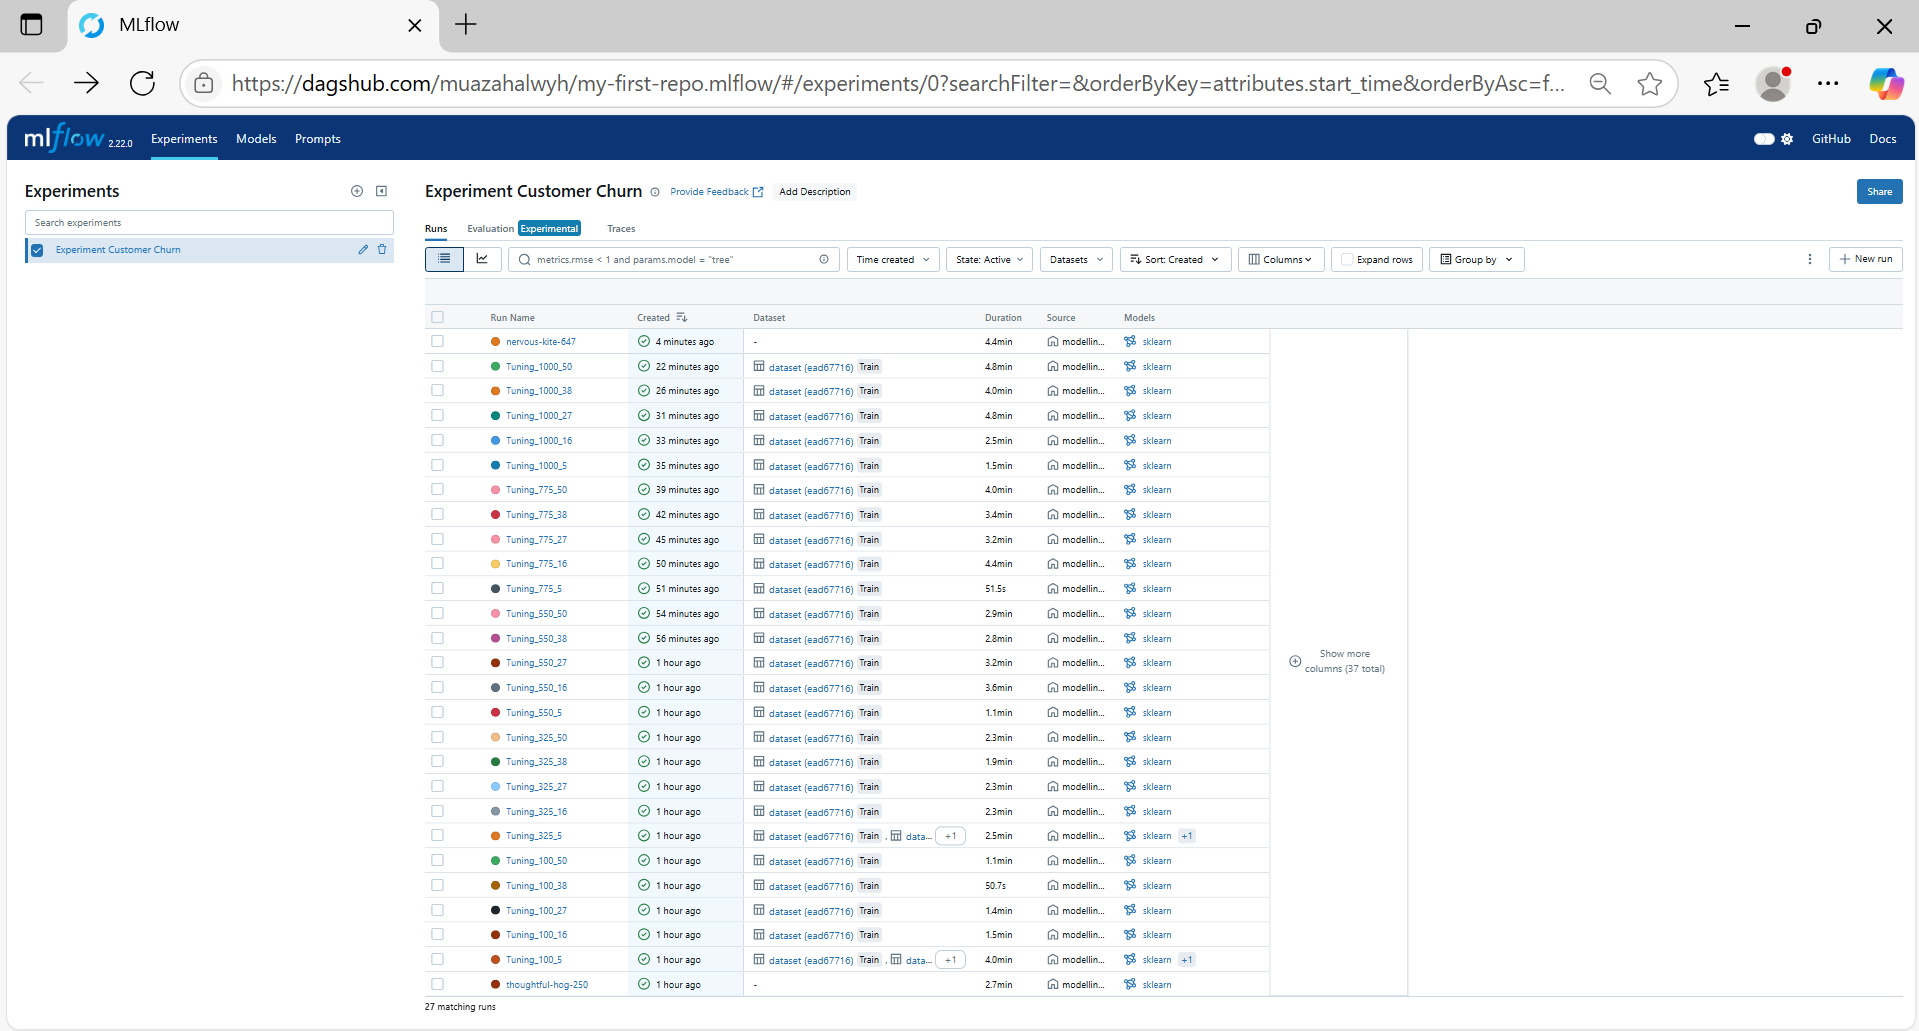 MLflow
https://dagshub.com/muazahalwyh/my-first-repo.mlflow/#/experiments/0?searchFilter=&orderByKey=attributes.start_time&orderByAsc=f...
mlflow 2.22.0 Experiments Models Prompts GitHub Docs
Experiments
Search experiments
Experiment Customer Churn
Experiment Customer Churn Provide Feedback Add Description Share
Runs Evaluation Experimental Traces
metrics.rmse < 1 and params.model = "tree" Time created State: Active Datasets Sort: Created Columns Expand rows Group by New run
Run Name Created Dataset Duration Source Models
nervous-kite-647 4 minutes ago - 4.4min modellin... sklearn
Tuning_1000_50 22 minutes ago dataset (ead67716) Train 4.8min modellin... sklearn
Tuning_1000_38 26 minutes ago dataset (ead67716) Train 4.0min modellin... sklearn
Tuning_1000_27 31 minutes ago dataset (ead67716) Train 4.8min modellin... sklearn
Tuning_1000_16 33 minutes ago dataset (ead67716) Train 2.5min modellin... sklearn
Tuning_1000_5 35 minutes ago dataset (ead67716) Train 1.5min modellin... sklearn
Tuning_775_50 39 minutes ago dataset (ead67716) Train 4.0min modellin... sklearn
Tuning_775_38 42 minutes ago dataset (ead67716) Train 3.4min modellin... sklearn
Tuning_775_27 45 minutes ago dataset (ead67716) Train 3.2min modellin... sklearn
Tuning_775_16 50 minutes ago dataset (ead67716) Train 4.4min modellin... sklearn
Tuning_775_5 51 minutes ago dataset (ead67716) Train 51.5s modellin... sklearn
Tuning_550_50 54 minutes ago dataset (ead67716) Train 2.9min modellin... sklearn
Tuning_550_38 56 minutes ago dataset (ead67716) Train 2.8min modellin... sklearn
Tuning_550_27 1 hour ago dataset (ead67716) Train 3.2min modellin... sklearn
Tuning_550_16 1 hour ago dataset (ead67716) Train 3.6min modellin... sklearn
Tuning_550_5 1 hour ago dataset (ead67716) Train 1.1min modellin... sklearn
Tuning_325_50 1 hour ago dataset (ead67716) Train 2.3min modellin... sklearn
Tuning_325_38 1 hour ago dataset (ead67716) Train 1.9min modellin... sklearn
Tuning_325_27 1 hour ago dataset (ead67716) Train 2.3min modellin... sklearn
Tuning_325_16 1 hour ago dataset (ead67716) Train 2.3min modellin... sklearn
Tuning_325_5 1 hour ago dataset (ead67716) Train , data... +1 2.5min modellin... sklearn +1
Tuning_100_50 1 hour ago dataset (ead67716) Train 1.1min modellin... sklearn
Tuning_100_38 1 hour ago dataset (ead67716) Train 50.7s modellin... sklearn
Tuning_100_27 1 hour ago dataset (ead67716) Train 1.4min modellin... sklearn
Tuning_100_16 1 hour ago dataset (ead67716) Train 1.5min modellin... sklearn
Tuning_100_5 1 hour ago dataset (ead67716) Train , data... +1 4.0min modellin... sklearn +1
thoughtful-hog-250 1 hour ago - 2.7min modellin... sklearn
Show more
columns (37 total)
27 matching runs